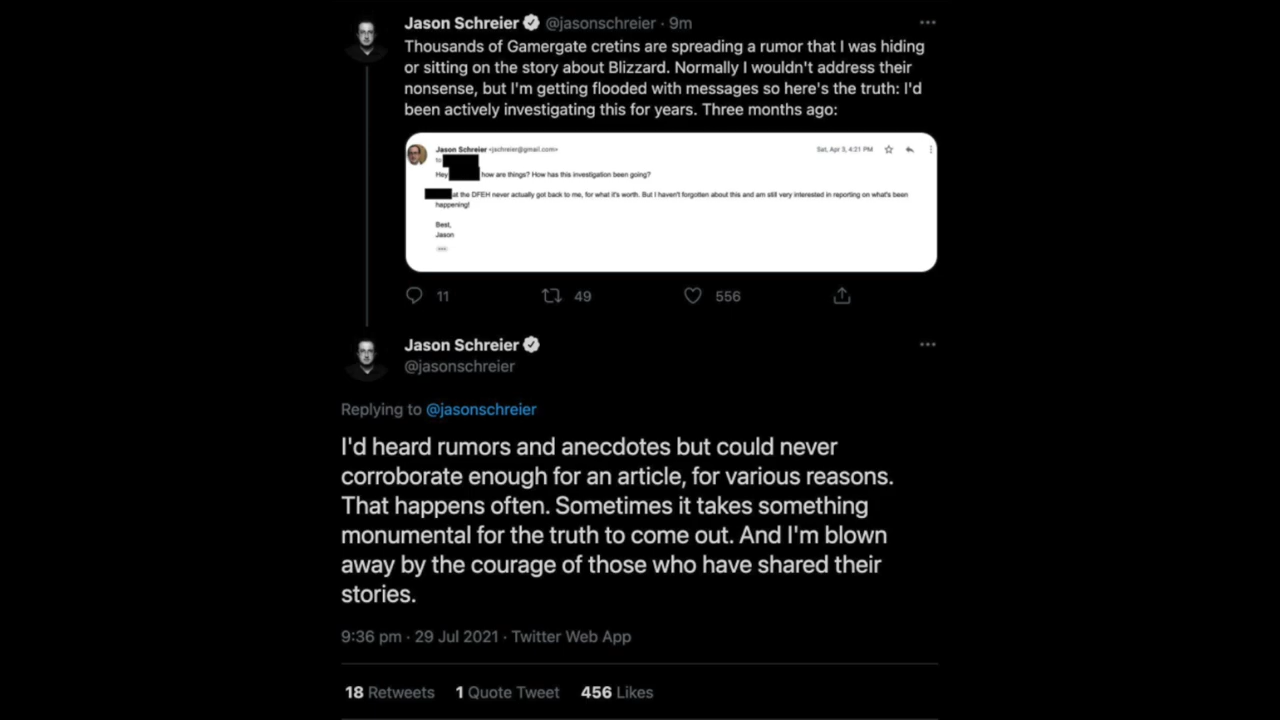 Jason Schreier @jasonschreier · 9m
Thousands of Gamergate cretins are spreading a rumor that I was hiding
or sitting on the story about Blizzard. Normally I wouldn't address their
nonsense, but I'm getting flooded with messages so here's the truth: I'd
been actively investigating this for years. Three months ago:
Jason Schreier <jschreier@gmail.com> Sat, Apr 3, 4:21 PM
to
Hey how are things? How has this investigation been going?
at the DFEH never actually got back to me, for what it's worth. But I haven't forgotten about this and am still very interested in reporting on what's been
happening!
Best,
Jason
11 49 556
Jason Schreier
@jasonschreier
Replying to @jasonschreier
I'd heard rumors and anecdotes but could never
corroborate enough for an article, for various reasons.
That happens often. Sometimes it takes something
monumental for the truth to come out. And I'm blown
away by the courage of those who have shared their
stories.
9:36 pm · 29 Jul 2021 · Twitter Web App
18 Retweets 1 Quote Tweet 456 Likes